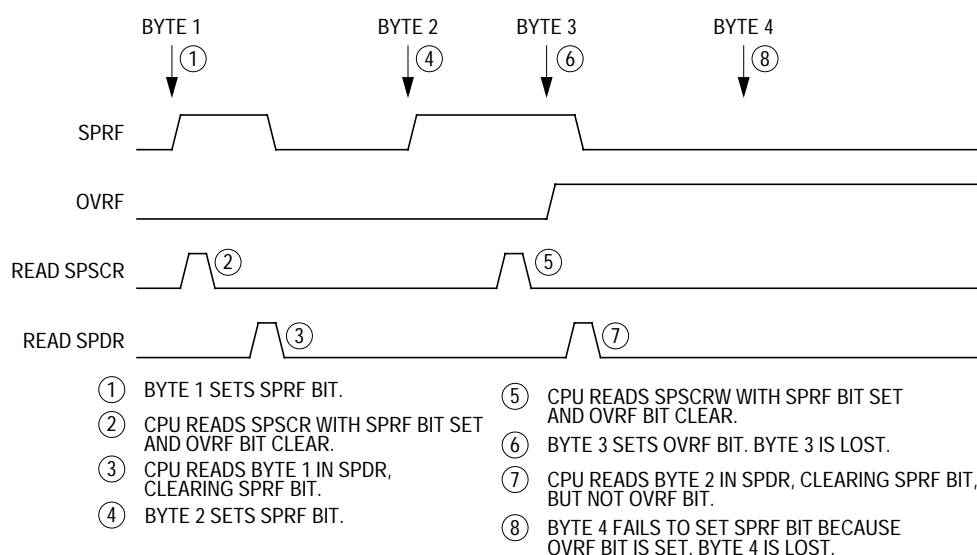 BYTE 1 BYTE 2 BYTE 3 BYTE 4
1 4 6 8
SPRF
OVRF
READ SPSCR 2 5
READ SPDR 3 7
1 BYTE 1 SETS SPRF BIT.
2 CPU READS SPSCR WITH SPRF BIT SET
AND OVRF BIT CLEAR.
3 CPU READS BYTE 1 IN SPDR,
CLEARING SPRF BIT.
4 BYTE 2 SETS SPRF BIT.
5 CPU READS SPSCRW WITH SPRF BIT SET
AND OVRF BIT CLEAR.
6 BYTE 3 SETS OVRF BIT. BYTE 3 IS LOST.
7 CPU READS BYTE 2 IN SPDR, CLEARING SPRF BIT,
BUT NOT OVRF BIT.
8 BYTE 4 FAILS TO SET SPRF BIT BECAUSE
OVRF BIT IS SET. BYTE 4 IS LOST.